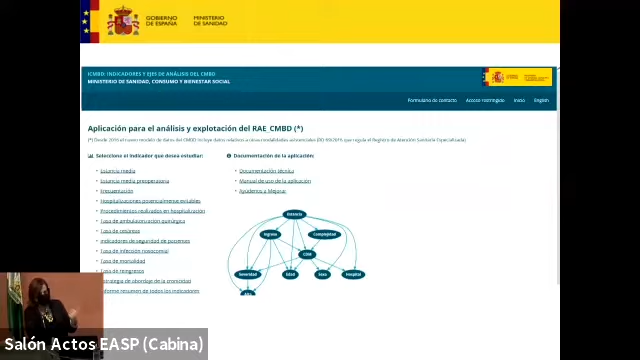 GOBIERNO
DE ESPAÑA
MINISTERIO
DE SANIDAD
ICMBD: INDICADORES Y EJES DE ANÁLISIS DEL CMBD
MINISTERIO DE SANIDAD, CONSUMO Y BIENESTAR SOCIAL
Formulario de contacto Acceso restringido Inicio English
Aplicación para el análisis y explotación del RAE_CMBD (*)
Seleccione el indicador que desea estudiar:
Estancia media
Estancia media preoperatoria
Frecuentación
Hospitalizaciones potencialmente evitables
Procedimientos realizados en hospitalización
Tasa de ambulatorización quirúrgica
Tasa de cesáreas
Indicadores de seguridad de pacientes
Tasa de infección nosocomial
Tasa de mortalidad
Tasa de reingresos
strategia de abordaje de la cronicidad
nforme resumen de todos los indicadores
Documentación de la aplicación:
Documentación técnica
Manual de uso de la aplicación
Ayúdenos a Mejorar
Estancia
Ingreso
Complejidad
CDM
Severidad
Edad
Sexo
Hospital
Salón Actos EASP (Cabina)